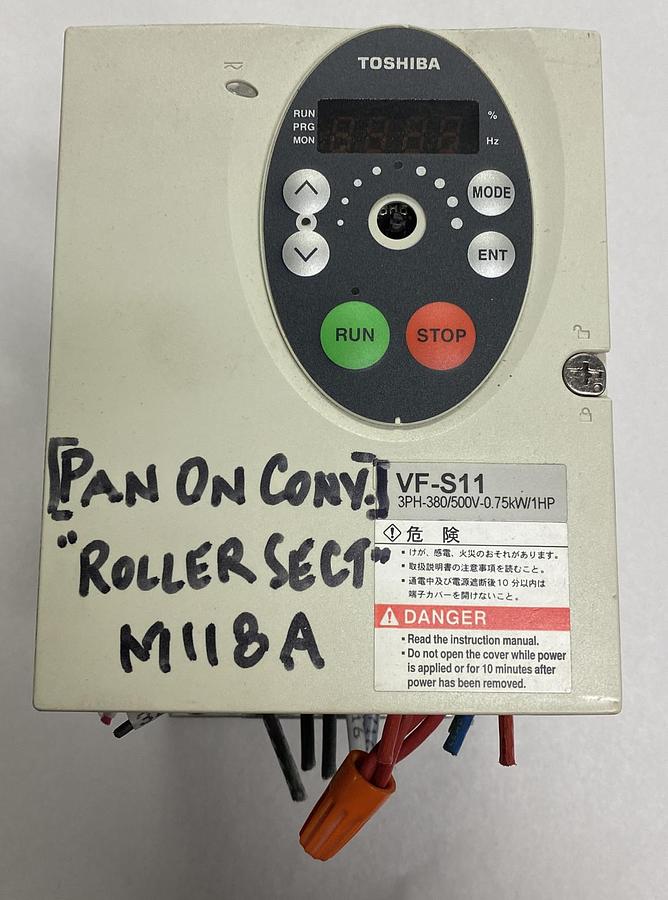 TOSHIBA
RUN
PRG
MON
%
Hz
MODE
ENT
RUN
STOP
[PAN ON CONV.]
"ROLLER SECT"
M118A
VF-S11
3PH-380/500V-0.75kW/1HP
危 険
・けが、感電、火災のおそれがあります。
・取扱説明書の注意事項を読むこと。
・通電中及び電源遮断後10分以内は
端子カバーを開けないこと。
DANGER
・Read the instruction manual.
・Do not open the cover while power
is applied or for 10 minutes after
power has been removed.